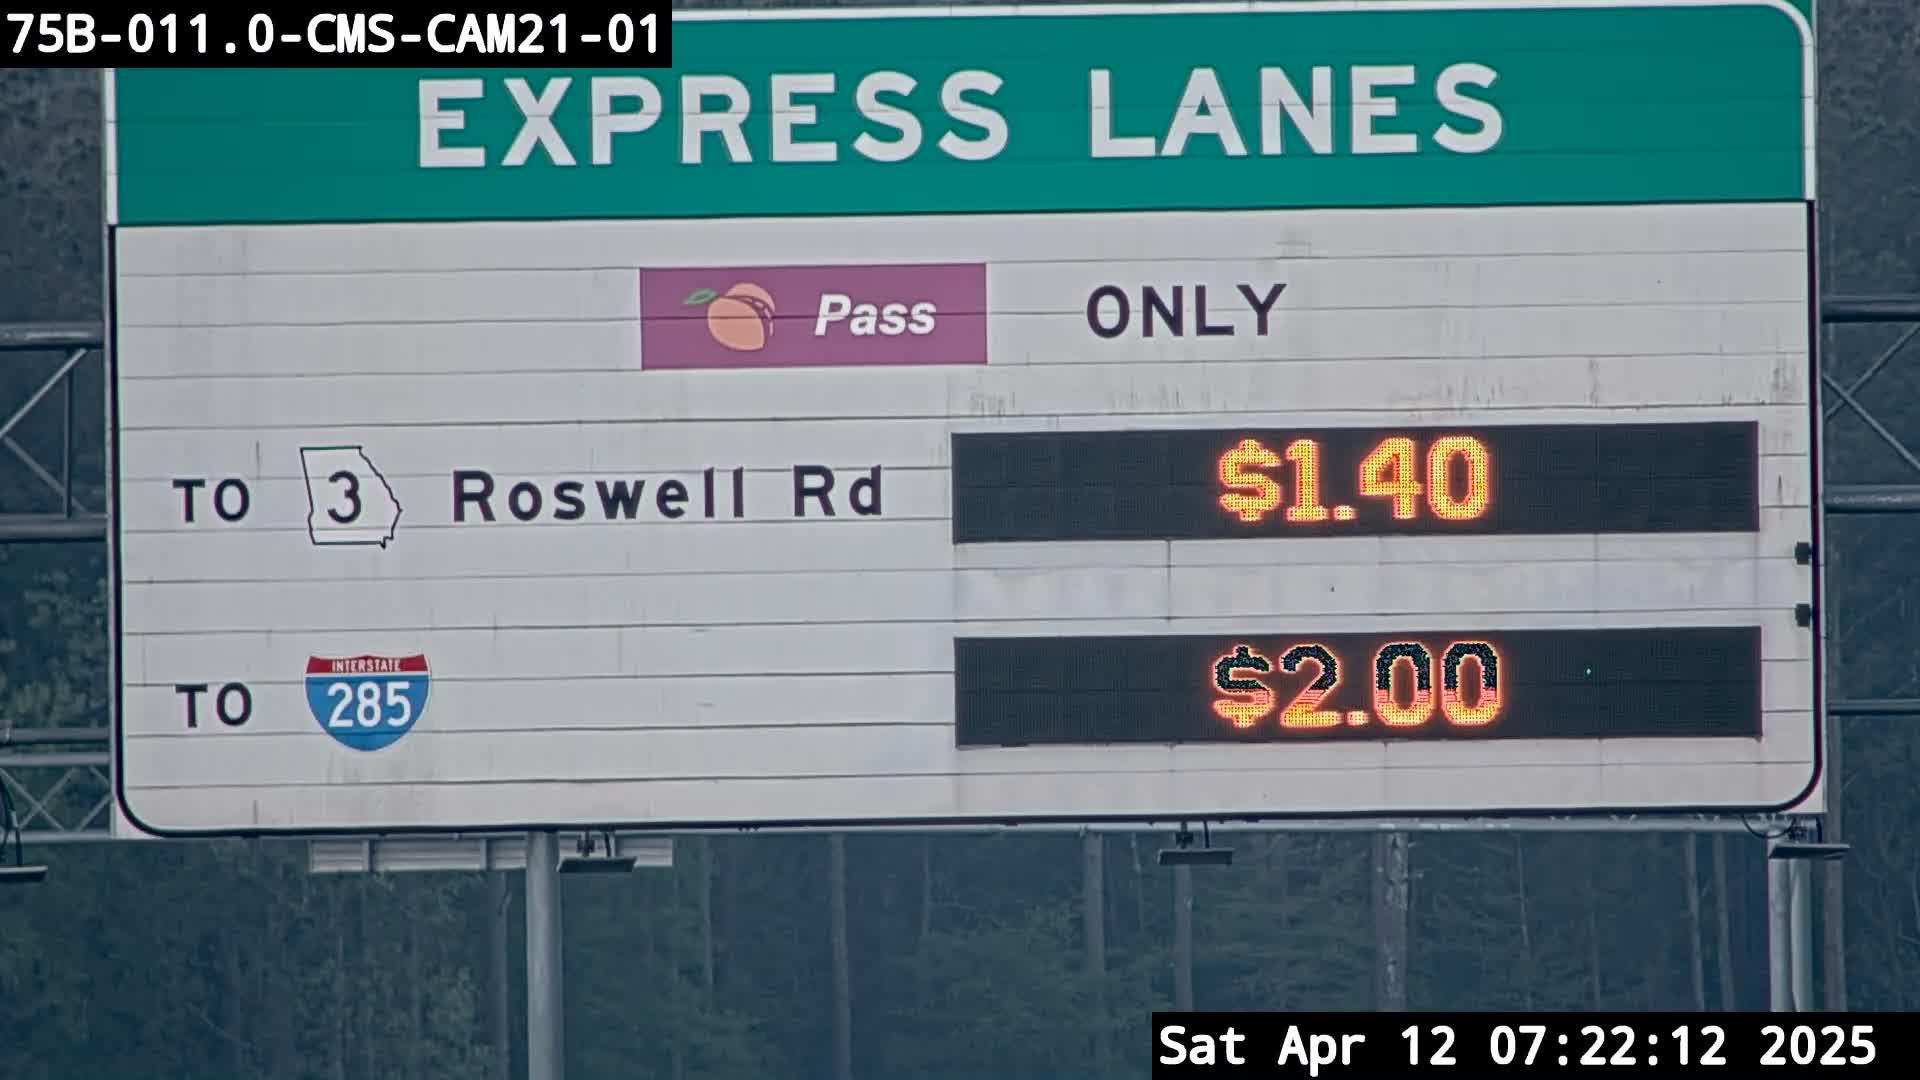 75B-011.0-CMS-CAM21-01
EXPRESS LANES
Pass ONLY
TO 3 Roswell Rd $1.40
INTERSTATE
TO 285 $2.00
Sat Apr 12 07:22:12 2025